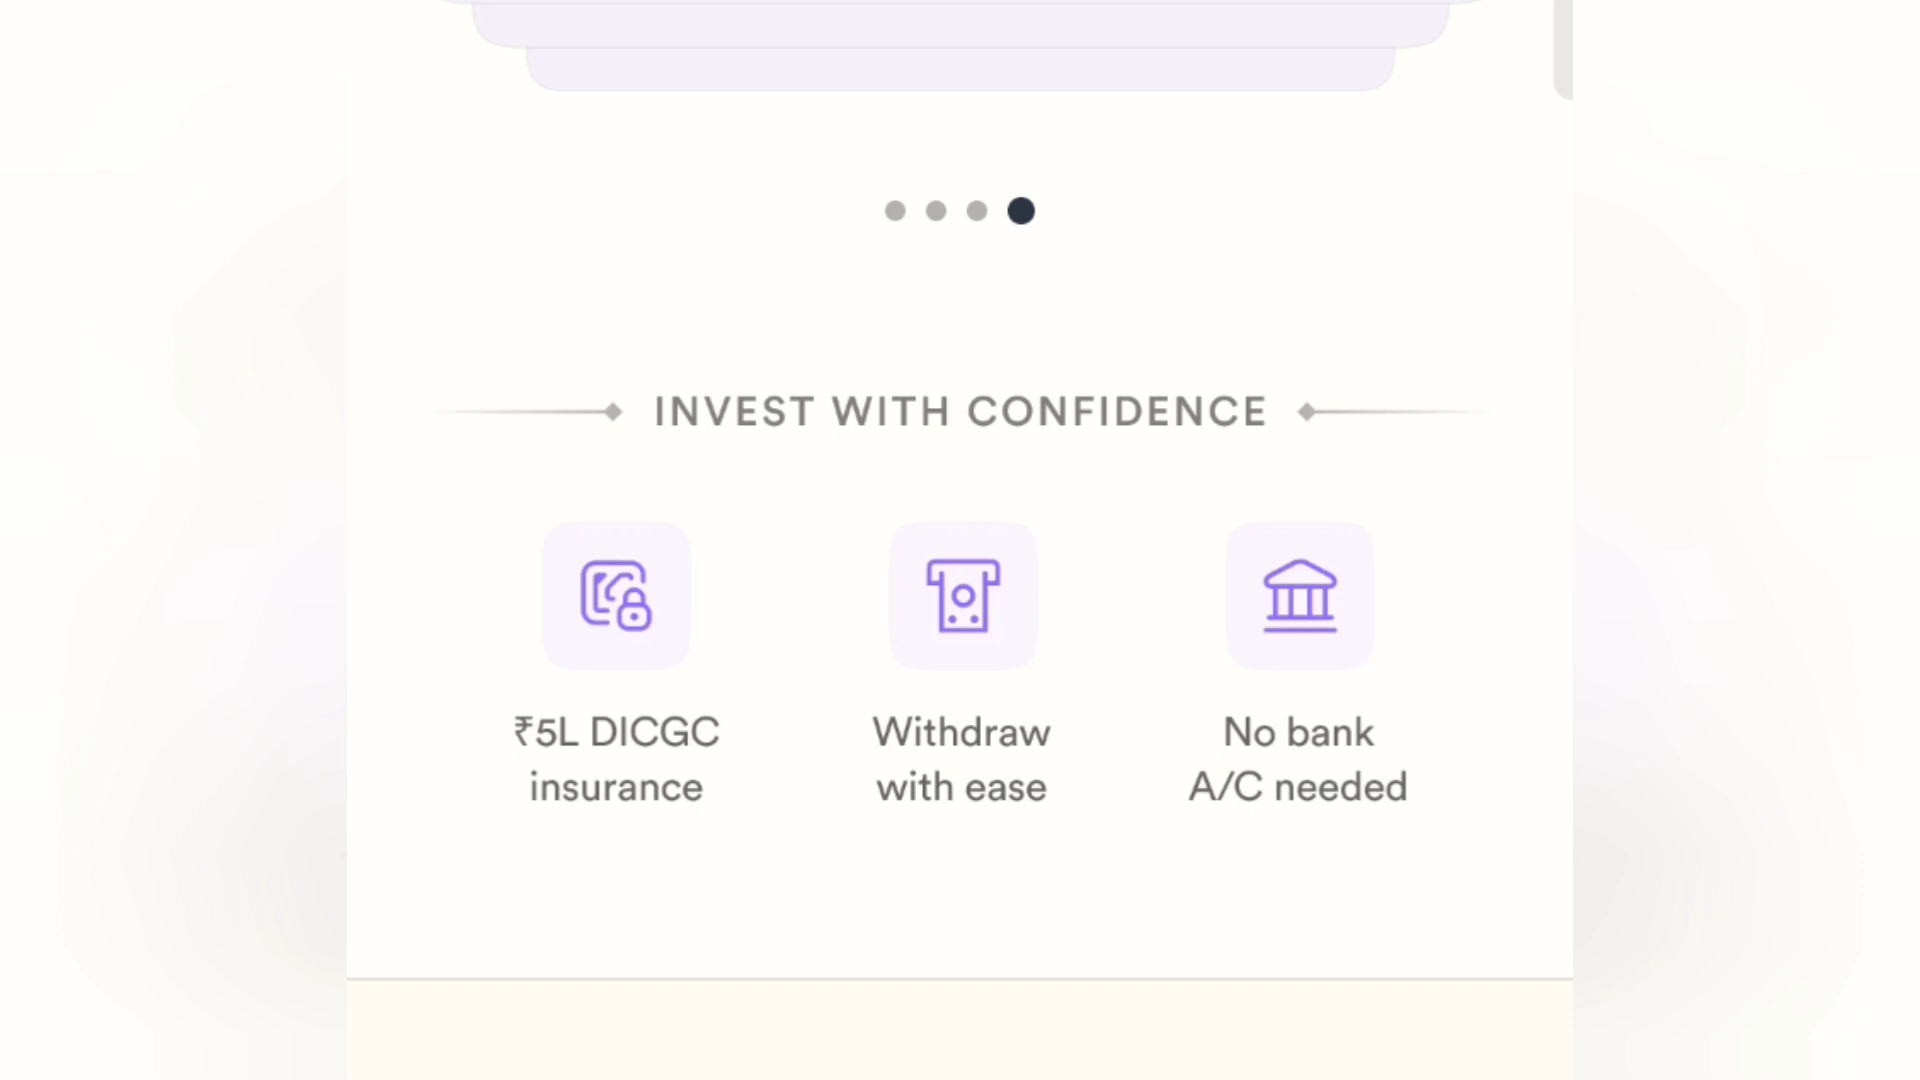 INVEST WITH CONFIDENCE
₹5L DICGC
insurance
Withdraw
with ease
No bank
A/C needed